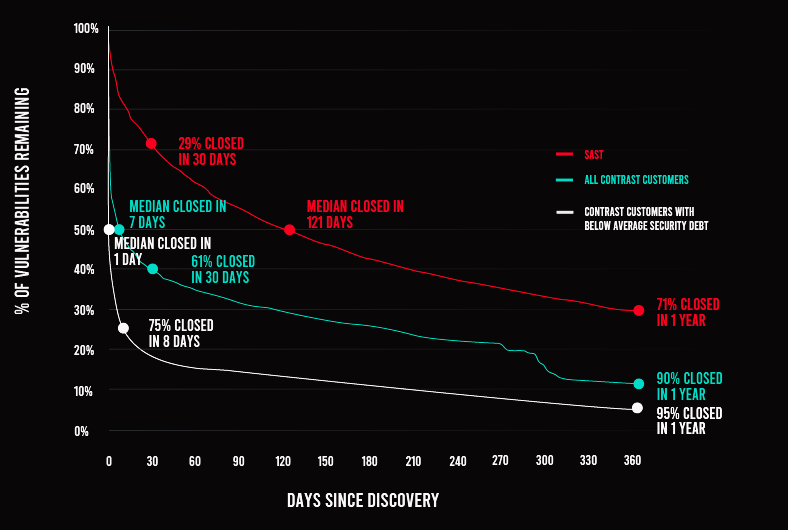 100%
90%
80%
70%
60%
50%
40%
30%
20%
10%
0%
% OF VULNERABILITIES REMAINING
29% CLOSED
IN 30 DAYS
MEDIAN CLOSED IN
7 DAYS
MEDIAN CLOSED IN
121 DAYS
MEDIAN CLOSED IN
1 DAY
61% CLOSED
IN 30 DAYS
75% CLOSED
IN 8 DAYS
SAST
ALL CONTRAST CUSTOMERS
CONTRAST CUSTOMERS WITH
BELOW AVERAGE SECURITY DEBT
71% CLOSED
IN 1 YEAR
90% CLOSED
IN 1 YEAR
95% CLOSED
IN 1 YEAR
0 30 60 90 120 150 180 210 240 270 300 330 360
DAYS SINCE DISCOVERY